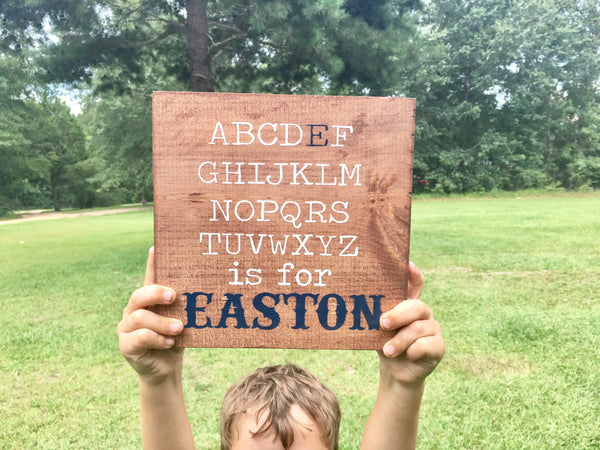 ABCDEF
GHIJKLM
NOPQRS
TUVWXYZ
is for
EASTON